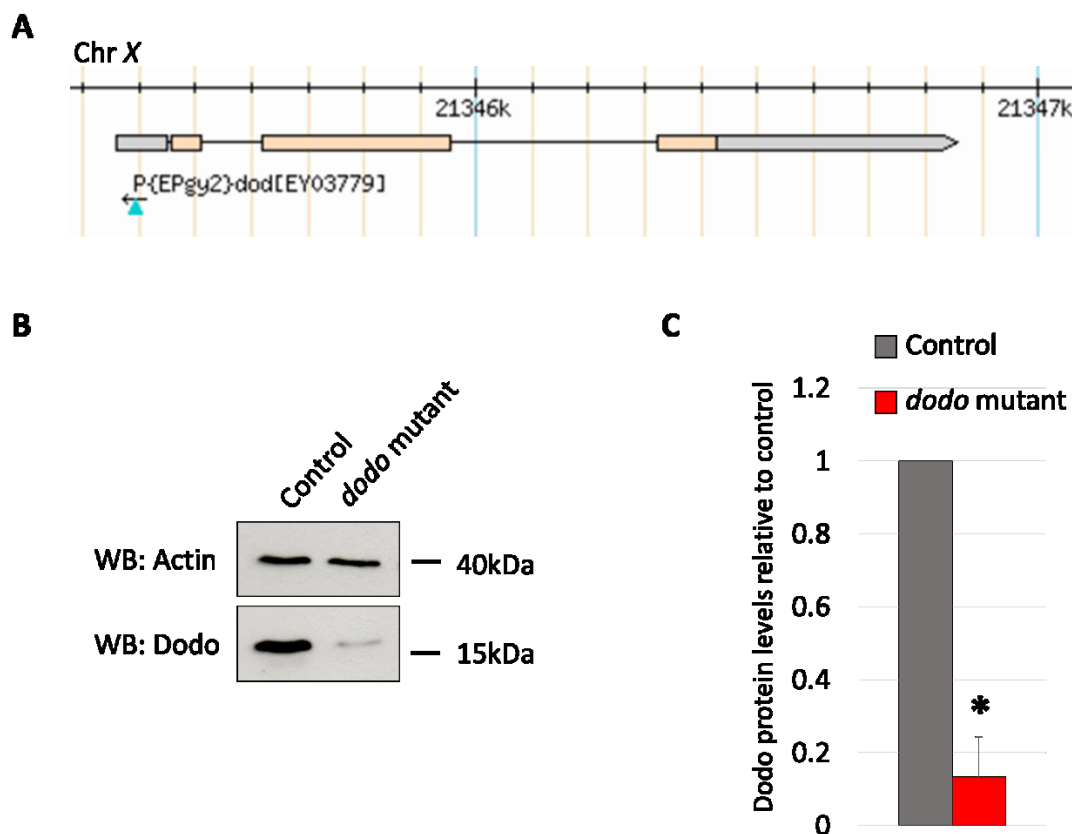 A
Chr X
21346k
21347k
P{EPgy2}dod[EY03779]
B
Control
dodo mutant
WB: Actin
40kDa
WB: Dodo
15kDa
C
Control
dodo mutant
Dodo protein levels relative to control
1.2
1
0.8
0.6
0.4
0.2
0
*